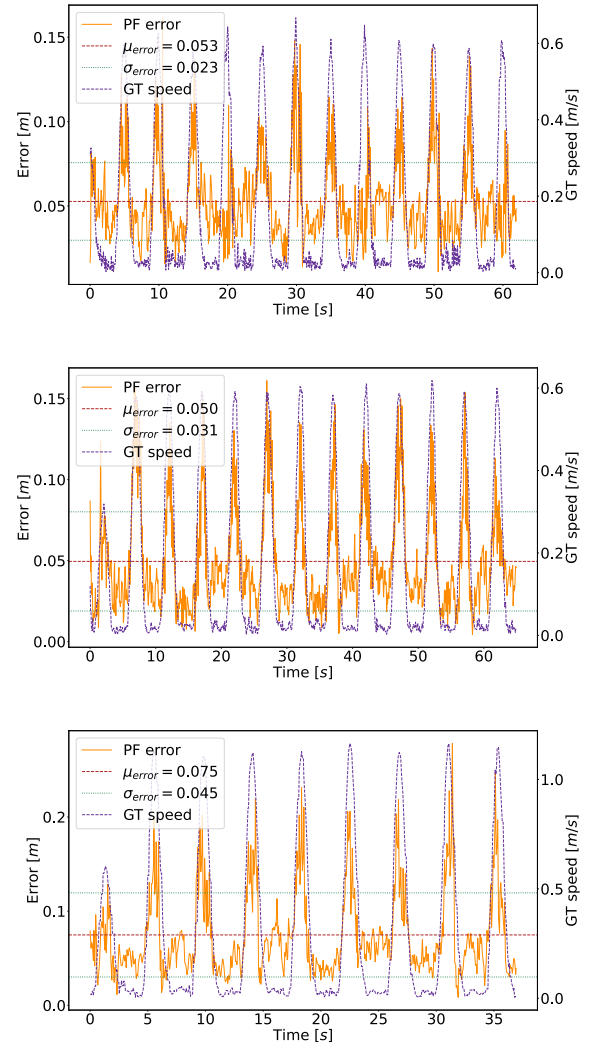 PF error
μerror = 0.053
σerror = 0.023
GT speed
0.15
0.10
0.05
Error [m]
0.6
0.4
0.2
0.0
GT speed [m/s]
0 10 20 30 40 50 60
Time [s]
PF error
μerror = 0.050
σerror = 0.031
GT speed
0.15
0.10
0.05
0.00
Error [m]
0.6
0.4
0.2
0.0
GT speed [m/s]
0 10 20 30 40 50 60
Time [s]
PF error
μerror = 0.075
σerror = 0.045
GT speed
0.2
0.1
0.0
Error [m]
1.0
0.5
0.0
GT speed [m/s]
0 5 10 15 20 25 30 35
Time [s]